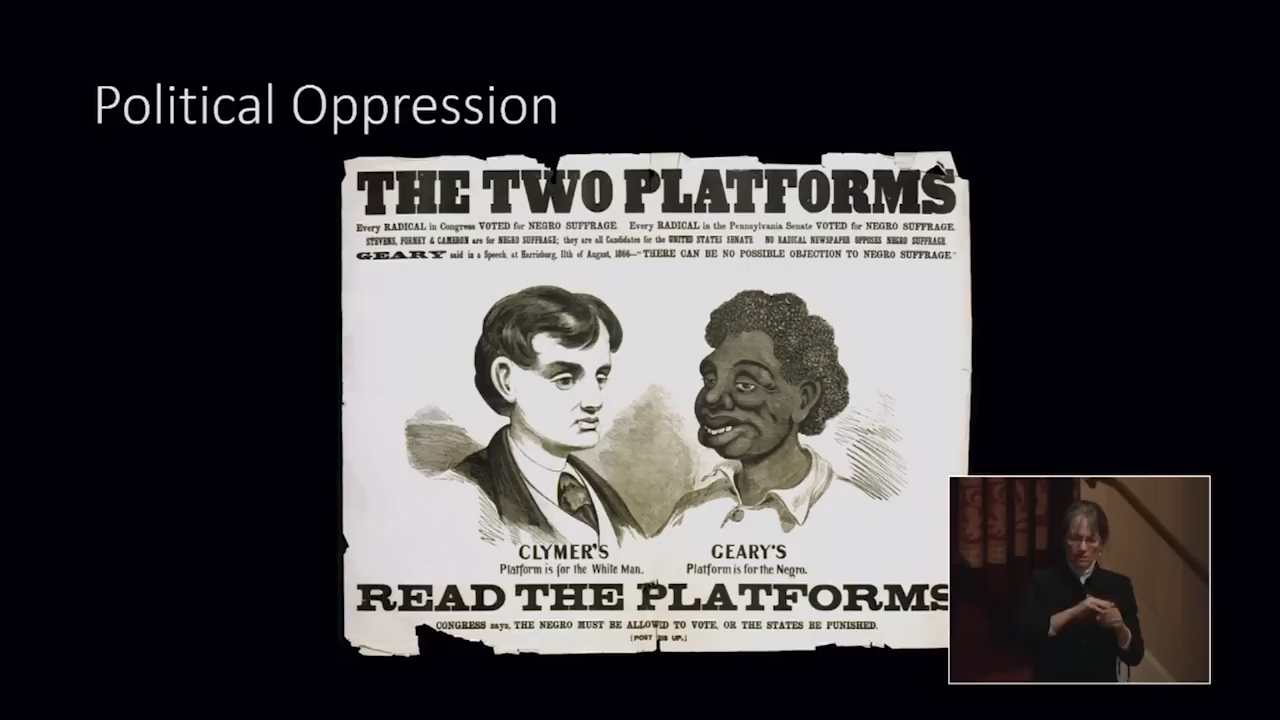 Political Oppression
THE TWO PLATFORMS
Every RADICAL in Congress VOTED for NEGRO SUFFRAGE. Every RADICAL in the Pennsylvania Senate VOTED for NEGRO SUFFRAGE.
STEVENS, FORNEY & CAMERON are for NEGRO SUFFRAGE; they are all Candidates for the UNITED STATES SENATE NO RADICAL NEWSPAPER OPPOSES NEGRO SUFFRAGE.
GEARY said in a Speech, at Harrisburg, 11th of August, 1866—"THERE CAN BE NO POSSIBLE OBJECTION TO NEGRO SUFFRAGE."
CLYMER'S GEARY'S
Platform is for the White Man. Platform is for the Negro.
READ THE PLATFORMS
CONGRESS says, THE NEGRO MUST BE ALLOWED TO VOTE, OR THE STATES BE PUNISHED.
[POST THIS UP.]